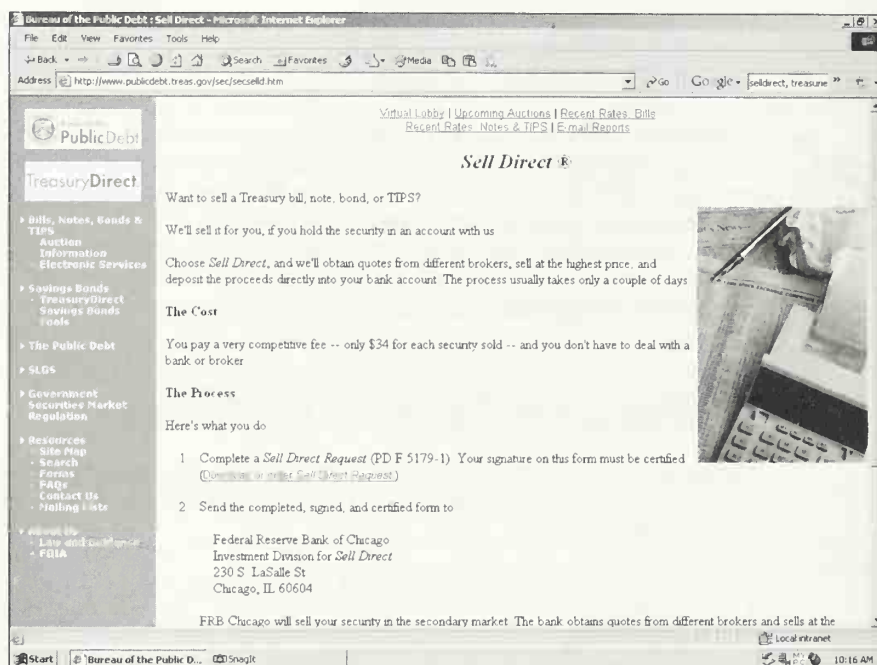 Bureau of the Public Debt : Sell Direct - Microsoft Internet Explorer
File Edit View Favorites Tools Help
Back Search Favorites Media
Address http://www.publicdebt.treas.gov/sec/secselld.htm Go Google selldirect, treasurie »
Virtual Lobby | Upcoming Auctions | Recent Rates, Bills
Recent Rates, Notes & TIPS | E-mail Reports
PublicDebt
TreasuryDirect
Bills, Notes, Bonds &
TIPS
Auction
Information
Electronic Services
Savings Bonds
- TreasuryDirect
Savings Bonds
Tools
The Public Debt
SLGS
Government
Securities Market
Regulation
Resources
- Site Map
- Search
- Forms
- FAQs
- Contact Us
- Mailing Lists
About Us
- Law and Guidance
- FOIA
Sell Direct ®
Want to sell a Treasury bill, note, bond, or TIPS?
We'll sell it for you, if you hold the security in an account with us
Choose Sell Direct, and we'll obtain quotes from different brokers, sell at the highest price, and
deposit the proceeds directly into your bank account The process usually takes only a couple of days
The Cost
You pay a very competitive fee -- only $34 for each security sold -- and you don't have to deal with a
bank or broker
The Process
Here's what you do
1 Complete a Sell Direct Request (PD F 5179-1) Your signature on this form must be certified
(Download or order Sell Direct Request)
2 Send the completed, signed, and certified form to
Federal Reserve Bank of Chicago
Investment Division for Sell Direct
230 S LaSalle St
Chicago, IL 60604
FRB Chicago will sell your security in the secondary market The bank obtains quotes from different brokers and sells at the
Local intranet
Start Bureau of the Public D... SnagIt 10:16 AM